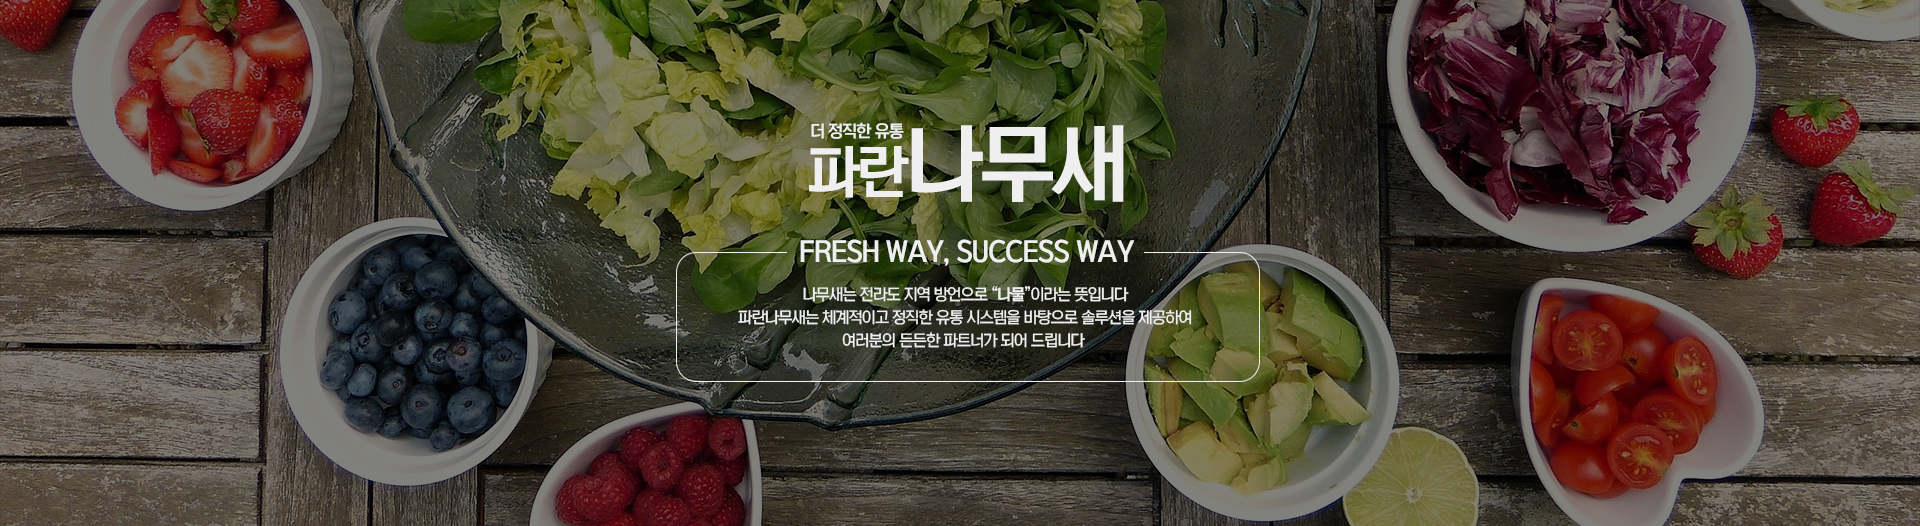 더 정직한 유통
파란나무새
FRESH WAY, SUCCESS WAY
나무새는 전라도 지역 방언으로 “나물”이라는 뜻입니다
파란나무새는 체계적이고 정직한 유통 시스템을 바탕으로 솔루션을 제공하여
여러분의 든든한 파트너가 되어 드립니다